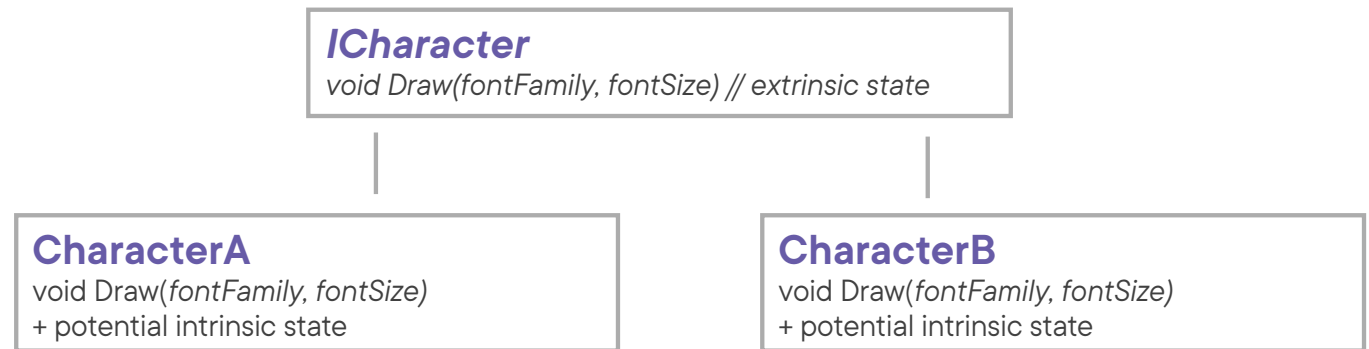 ICharacter
void Draw(fontFamily, fontSize) // extrinsic state
CharacterA
void Draw(fontFamily, fontSize)
+ potential intrinsic state
CharacterB
void Draw(fontFamily, fontSize)
+ potential intrinsic state